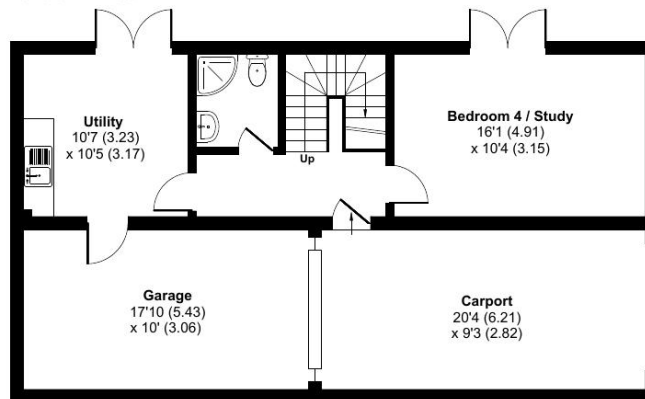 Utility
10'7 (3.23)
x 10'5 (3.17)
Up
Bedroom 4 / Study
16'1 (4.91)
x 10'4 (3.15)
Garage
17'10 (5.43)
x 10' (3.06)
Carport
20'4 (6.21)
x 9'3 (2.82)